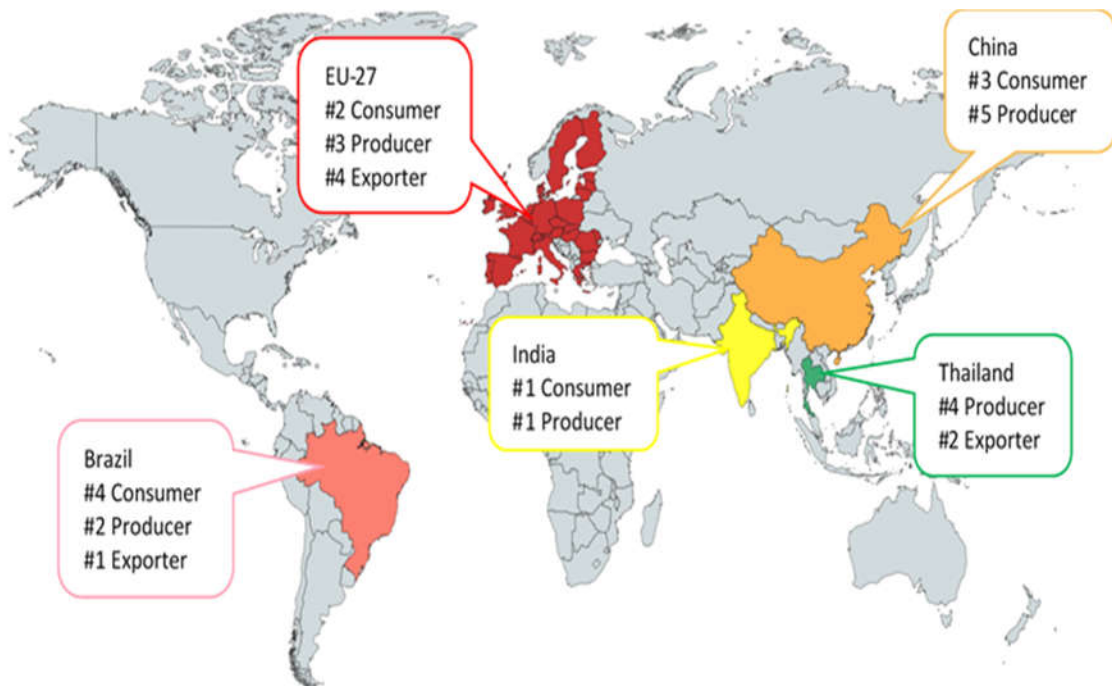 EU-27
#2 Consumer
#3 Producer
#4 Exporter
China
#3 Consumer
#5 Producer
India
#1 Consumer
#1 Producer
Thailand
#4 Producer
#2 Exporter
Brazil
#4 Consumer
#2 Producer
#1 Exporter